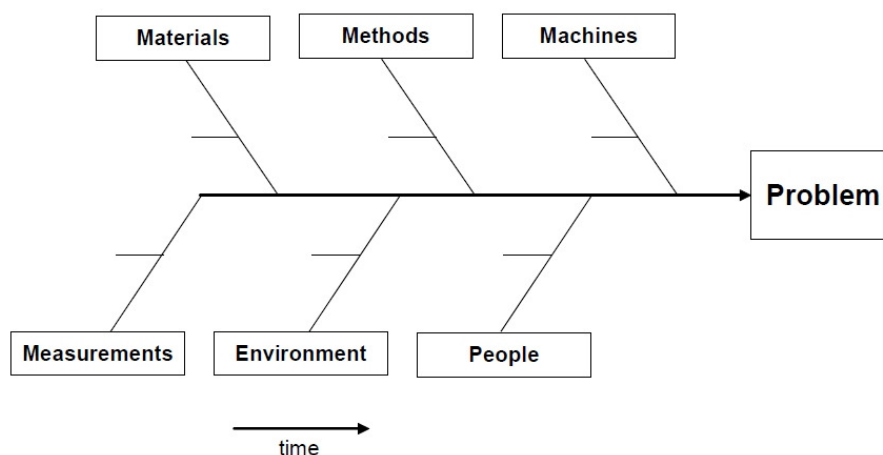 Materials
Methods
Machines
Problem
Measurements
Environment
People
time